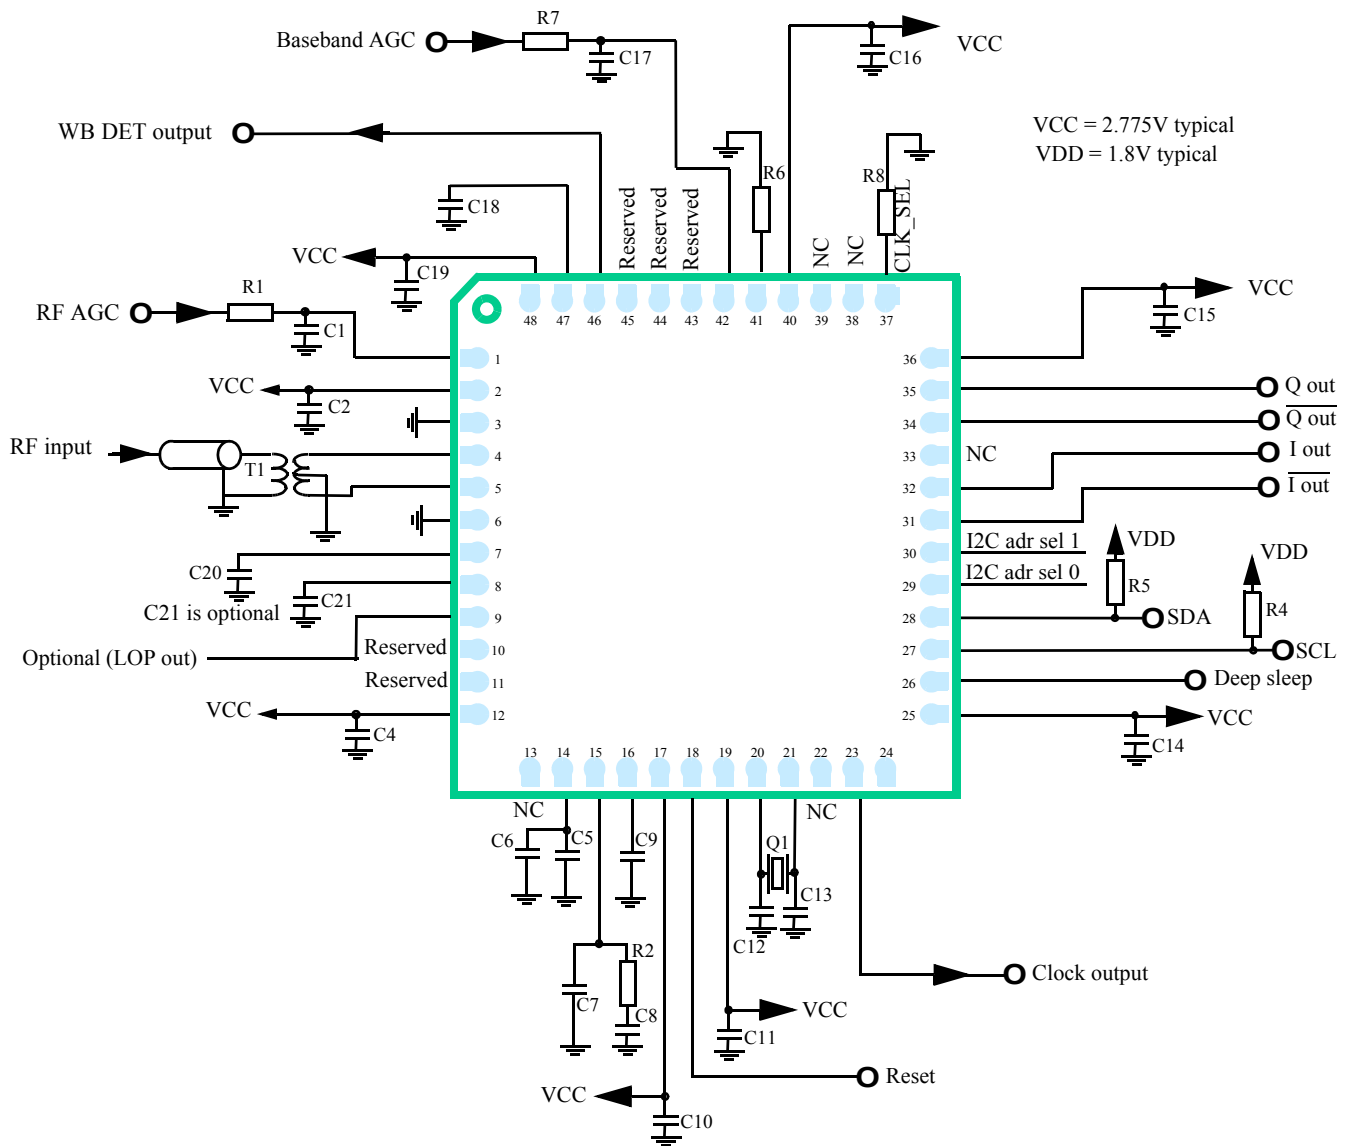 R7
Baseband AGC
C17
C16
VCC
WB DET output
VCC = 2.775V typical
VDD = 1.8V typical
R6
R8
C18
Reserved
Reserved
Reserved
NC
NC
CLK_SEL
VCC
C19
R1
RF AGC
C1
VCC
C15
48
47
46
45
44
43
42
41
40
39
38
37
1
36
VCC
C2
2
35
Q out
3
34
Q out
RF input
T1
4
33
NC
I out
5
32
I out
6
31
7
30
I2C adr sel 1
VDD
VDD
C20
8
29
I2C adr sel 0
R5
C21
C21 is optional
R4
9
28
SDA
Optional (LOP out)
Reserved
10
27
SCL
Reserved
11
26
Deep sleep
VCC
12
25
VCC
C4
C14
13
14
15
16
17
18
19
20
21
22
23
24
NC
NC
C6
C5
C9
Q1
C13
C12
R2
Clock output
C7
C8
VCC
C11
Reset
VCC
C10